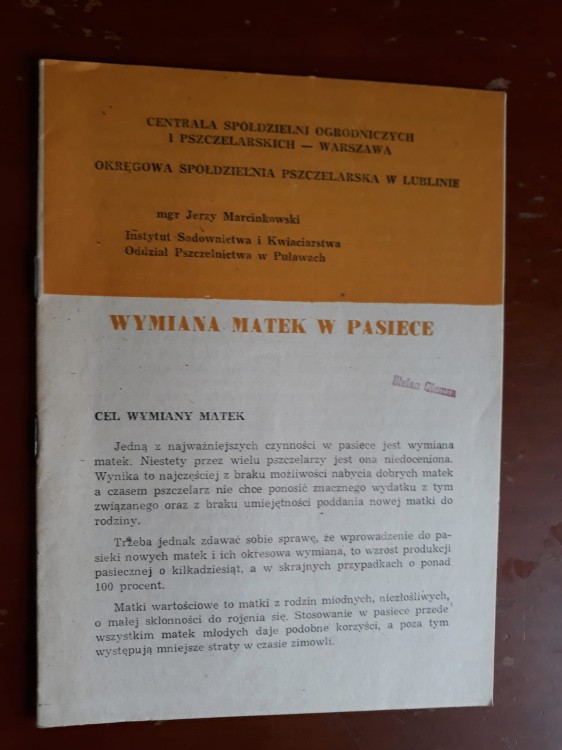 CENTRALA SPÓŁDZIELNI OGRODNICZYCH
I PSZCZELARSKICH — WARSZAWA
OKRĘGOWA SPÓŁDZIELNIA PSZCZELARSKA W LUBLINIE
mgr Jerzy Marcinkowski
Instytut Sadownictwa i Kwiaciarstwa
Oddział Pszczelnictwa w Puławach
WYMIANA MATEK W PASIECE
CEL WYMIANY MATEK
Jedną z najważniejszych czynności w pasiece jest wymiana
matek. Niestety przez wielu pszczelarzy jest ona niedoceniona.
Wynika to najczęściej z braku możliwości nabycia dobrych matek
a czasem pszczelarz nie chce ponosić znacznego wydatku z tym
związanego oraz z braku umiejętności poddania nowej matki do
rodziny.
Trzeba jednak zdawać sobie sprawę, że wprowadzenie do pa-
sieki nowych matek i ich okresowa wymiana, to wzrost produkcji
pasiecznej o kilkadziesiąt, a w skrajnych przypadkach o ponad
100 procent.
Matki wartościowe to matki z rodzin miodnych, niezłośliwych,
o małej skłonności do rojenia się. Stosowanie w pasiece przede
wszystkim matek młodych daje podobne korzyści, a poza tym
występują mniejsze straty w czasie zimowli.